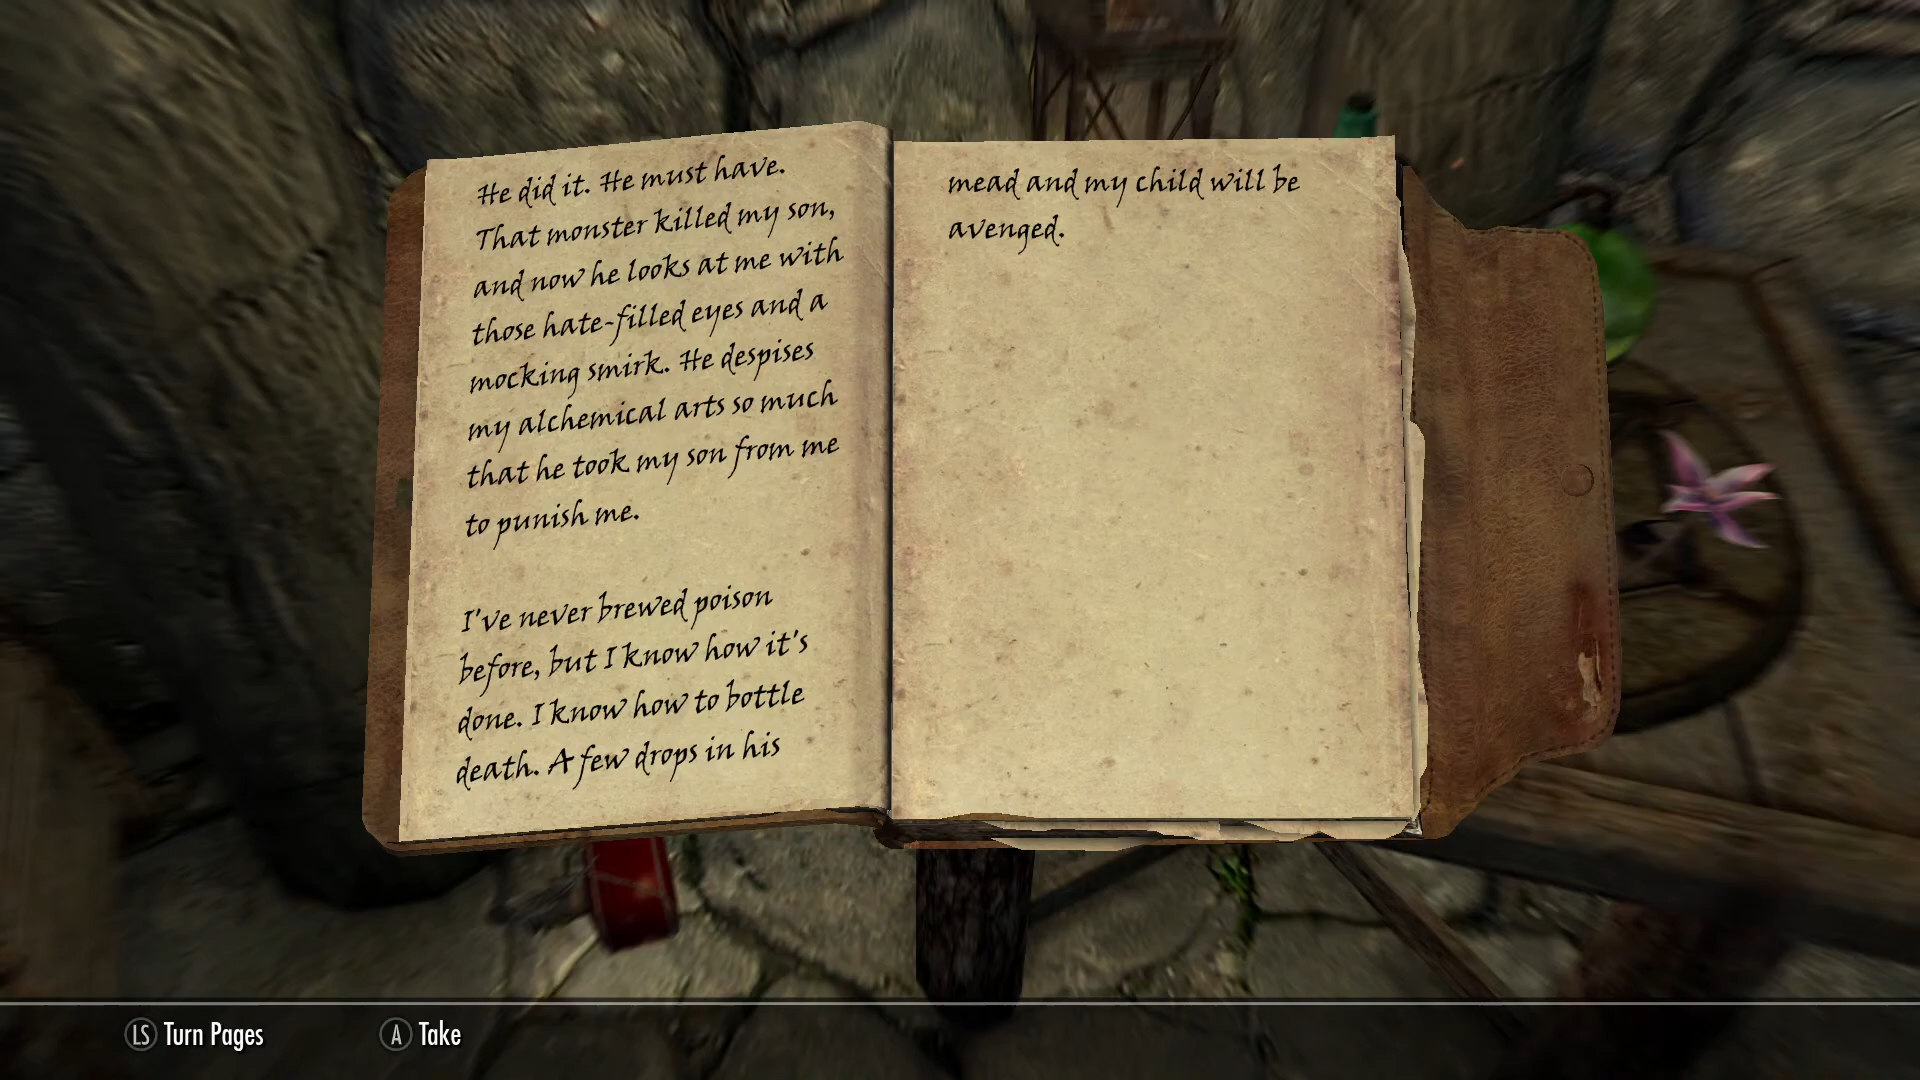 He did it. He must have.
That monster killed my son,
and now he looks at me with
those hate-filled eyes and a
mocking smirk. He despises
my alchemical arts so much
that he took my son from me
to punish me.
I've never brewed poison
before, but I know how it's
done. I know how to bottle
death. A few drops in his
mead and my child will be
avenged.
LS Turn Pages
A Take